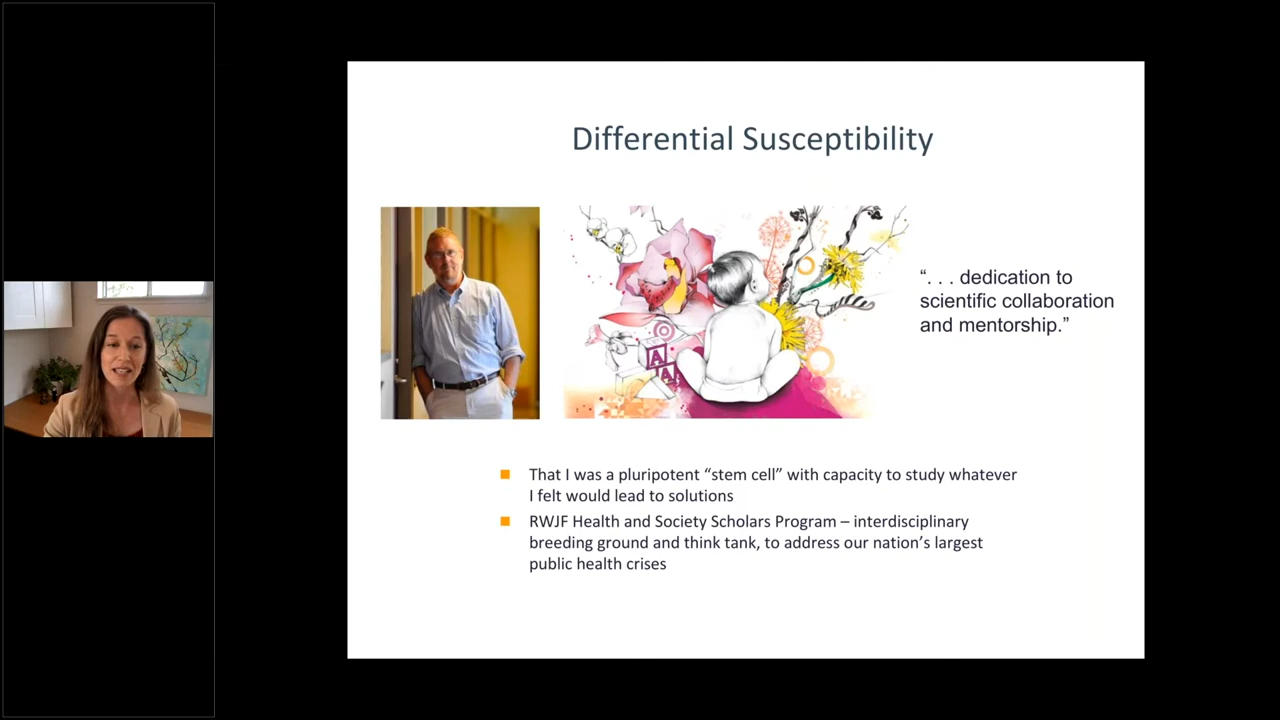 Differential Susceptibility
“. . . dedication to
scientific collaboration
and mentorship.”
A
A
That I was a pluripotent “stem cell” with capacity to study whatever
I felt would lead to solutions
RWJF Health and Society Scholars Program – interdisciplinary
breeding ground and think tank, to address our nation’s largest
public health crises